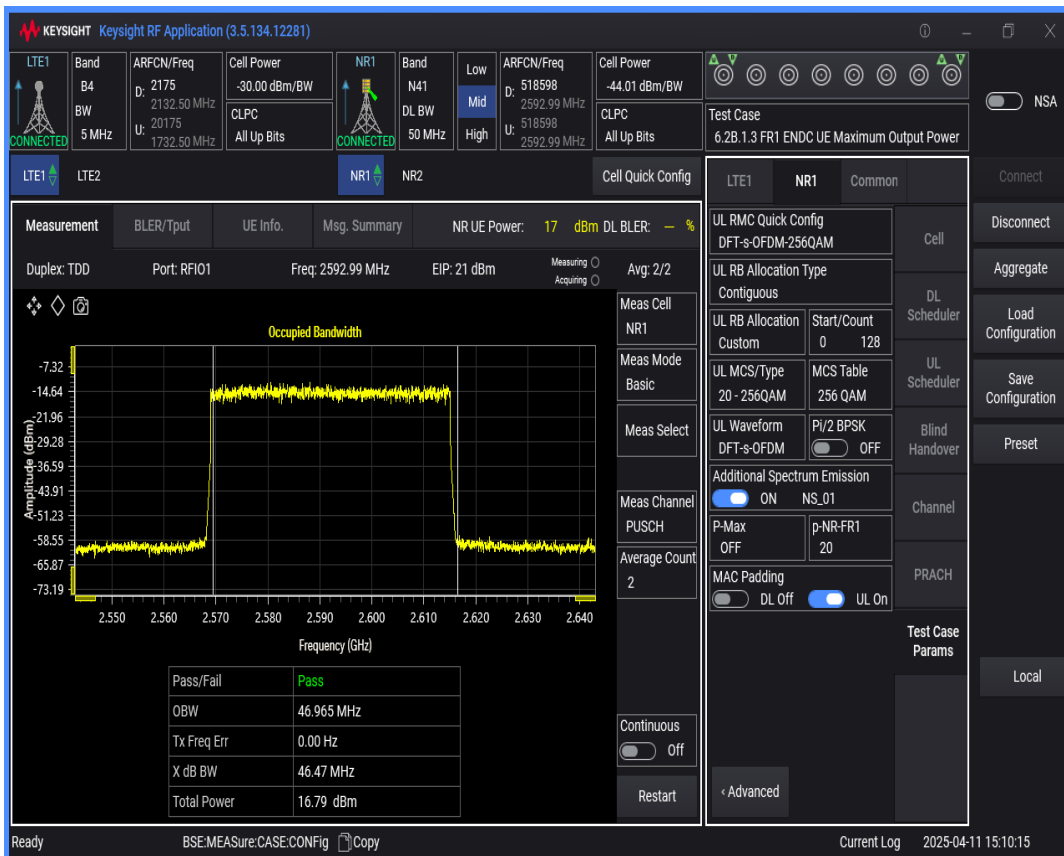 KEYSIGHT Keysight RF Application (3.5.134.12281)
LTE1
CONNECTED
Band
B4
BW
5 MHz
ARFCN/Freq
D: 2175
2132.50 MHz
U: 20175
1732.50 MHz
Cell Power
-30.00 dBm/BW
CLPC
All Up Bits
NR1
CONNECTED
Band
N41
DL BW
50 MHz
Low
Mid
High
ARFCN/Freq
D: 518598
2592.99 MHz
U: 518598
2592.99 MHz
Cell Power
-44.01 dBm/BW
CLPC
All Up Bits
Test Case
6.2B.1.3 FR1 ENDC UE Maximum Output Power
NSA
LTE1 LTE2 NR1 NR2 Cell Quick Config
Measurement BLER/Tput UE Info. Msg. Summary NR UE Power: 17 dBm DL BLER: — %
Duplex: TDD Port: RFIO1 Freq: 2592.99 MHz EIP: 21 dBm Measuring Avg: 2/2
Acquiring
Occupied Bandwidth
Amplitude (dBm)
-7.32
-14.64
-21.96
-29.28
-36.59
-43.91
-51.23
-58.55
-65.87
-73.19
2.550 2.560 2.570 2.580 2.590 2.600 2.610 2.620 2.630 2.640
Frequency (GHz)
Pass/Fail Pass
OBW 46.965 MHz
Tx Freq Err 0.00 Hz
X dB BW 46.47 MHz
Total Power 16.79 dBm
Meas Cell
NR1
Meas Mode
Basic
Meas Select
Meas Channel
PUSCH
Average Count
2
Continuous
Off
Restart
LTE1 NR1 Common
UL RMC Quick Config
DFT-s-OFDM-256QAM
UL RB Allocation Type
Contiguous
UL RB Allocation
Custom
Start/Count
0 128
UL MCS/Type
20 - 256QAM
MCS Table
256 QAM
UL Waveform
DFT-s-OFDM
Pi/2 BPSK
OFF
Additional Spectrum Emission
ON NS_01
P-Max
OFF
p-NR-FR1
20
MAC Padding
DL Off UL On
‹ Advanced
Cell
DL
Scheduler
UL
Scheduler
Blind
Handover
Channel
PRACH
Test Case
Params
Connect
Disconnect
Aggregate
Load
Configuration
Save
Configuration
Preset
Local
Ready BSE:MEASure:CASE:CONFig Copy Current Log 2025-04-11 15:10:15